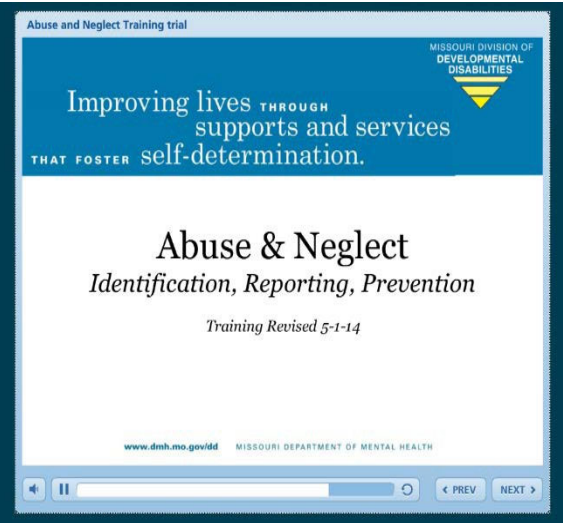 Abuse and Neglect Training trial
MISSOURI DIVISION OF
DEVELOPMENTAL
DISABILITIES
Improving lives THROUGH
supports and services
THAT FOSTER self-determination.
Abuse & Neglect
Identification, Reporting, Prevention
Training Revised 5-1-14
www.dmh.mo.gov/dd MISSOURI DEPARTMENT OF MENTAL HEALTH
PREV NEXT